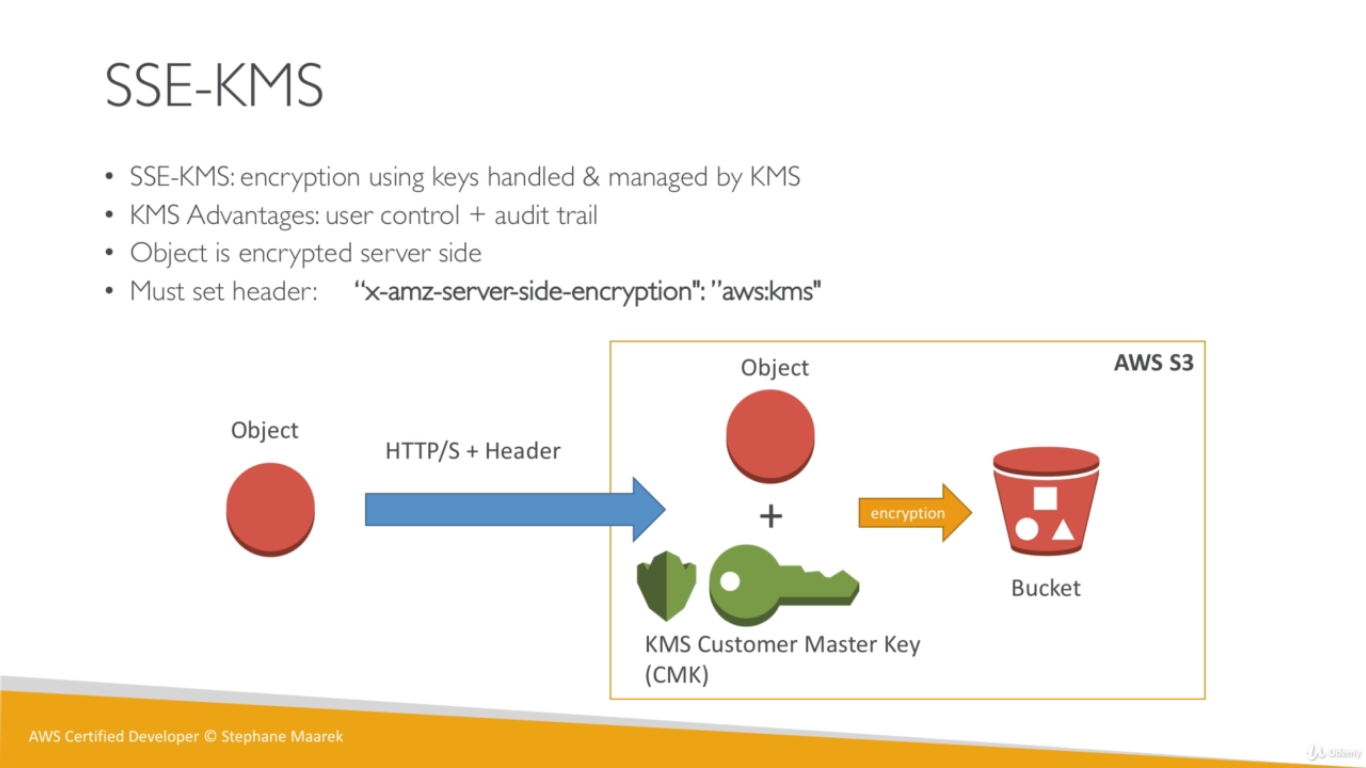 SSE-KMS
• SSE-KMS: encryption using keys handled & managed by KMS
• KMS Advantages: user control + audit trail
• Object is encrypted server side
• Must set header: “x-amz-server-side-encryption": ”aws:kms"
AWS S3
Object
Object
HTTP/S + Header
+
encryption
Bucket
KMS Customer Master Key
(CMK)
AWS Certified Developer © Stephane Maarek
Udemy